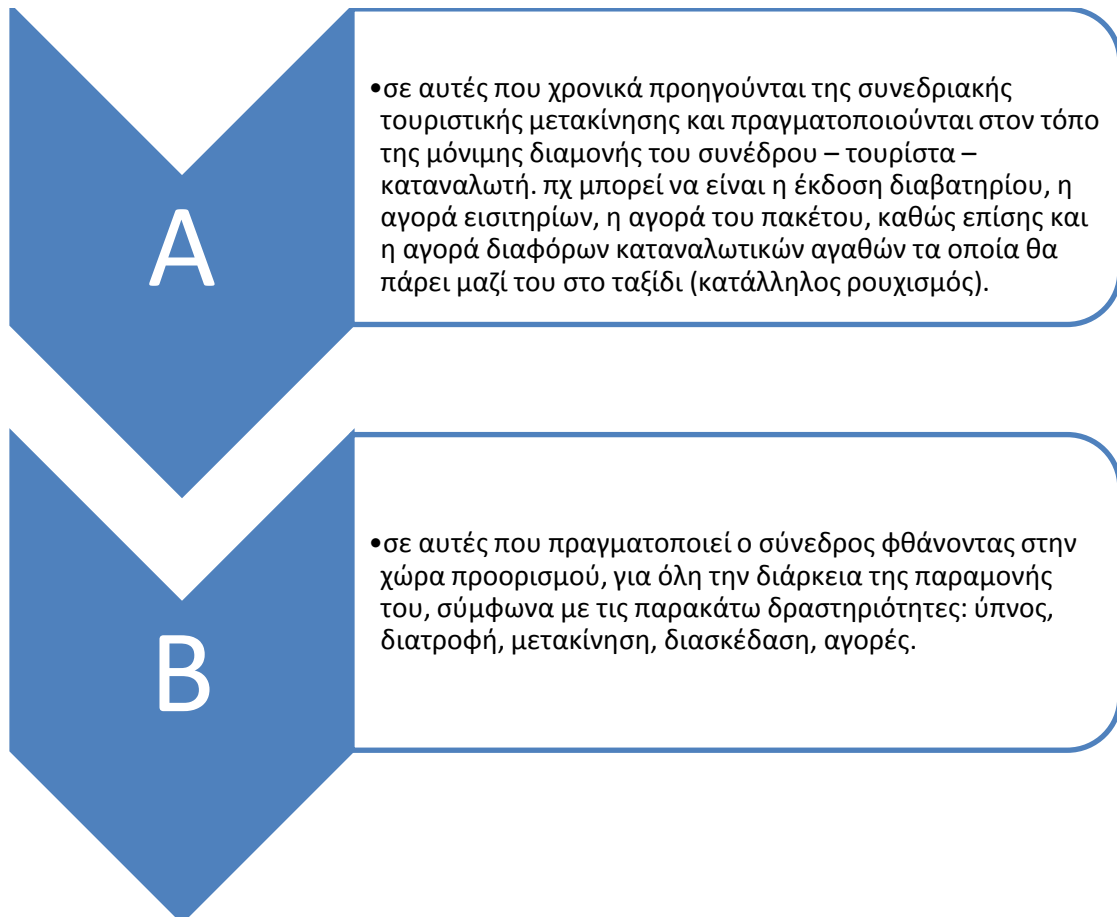 A
•σε αυτές που χρονικά προηγούνται της συνεδριακής
τουριστικής μετακίνησης και πραγματοποιούνται στον τόπο
της μόνιμης διαμονής του συνέδρου – τουρίστα –
καταναλωτή. πχ μπορεί να είναι η έκδοση διαβατηρίου, η
αγορά εισιτηρίων, η αγορά του πακέτου, καθώς επίσης και
η αγορά διαφόρων καταναλωτικών αγαθών τα οποία θα
πάρει μαζί του στο ταξίδι (κατάλληλος ρουχισμός).
B
•σε αυτές που πραγματοποιεί ο σύνεδρος φθάνοντας στην
χώρα προορισμού, για όλη την διάρκεια της παραμονής
του, σύμφωνα με τις παρακάτω δραστηριότητες: ύπνος,
διατροφή, μετακίνηση, διασκέδαση, αγορές.